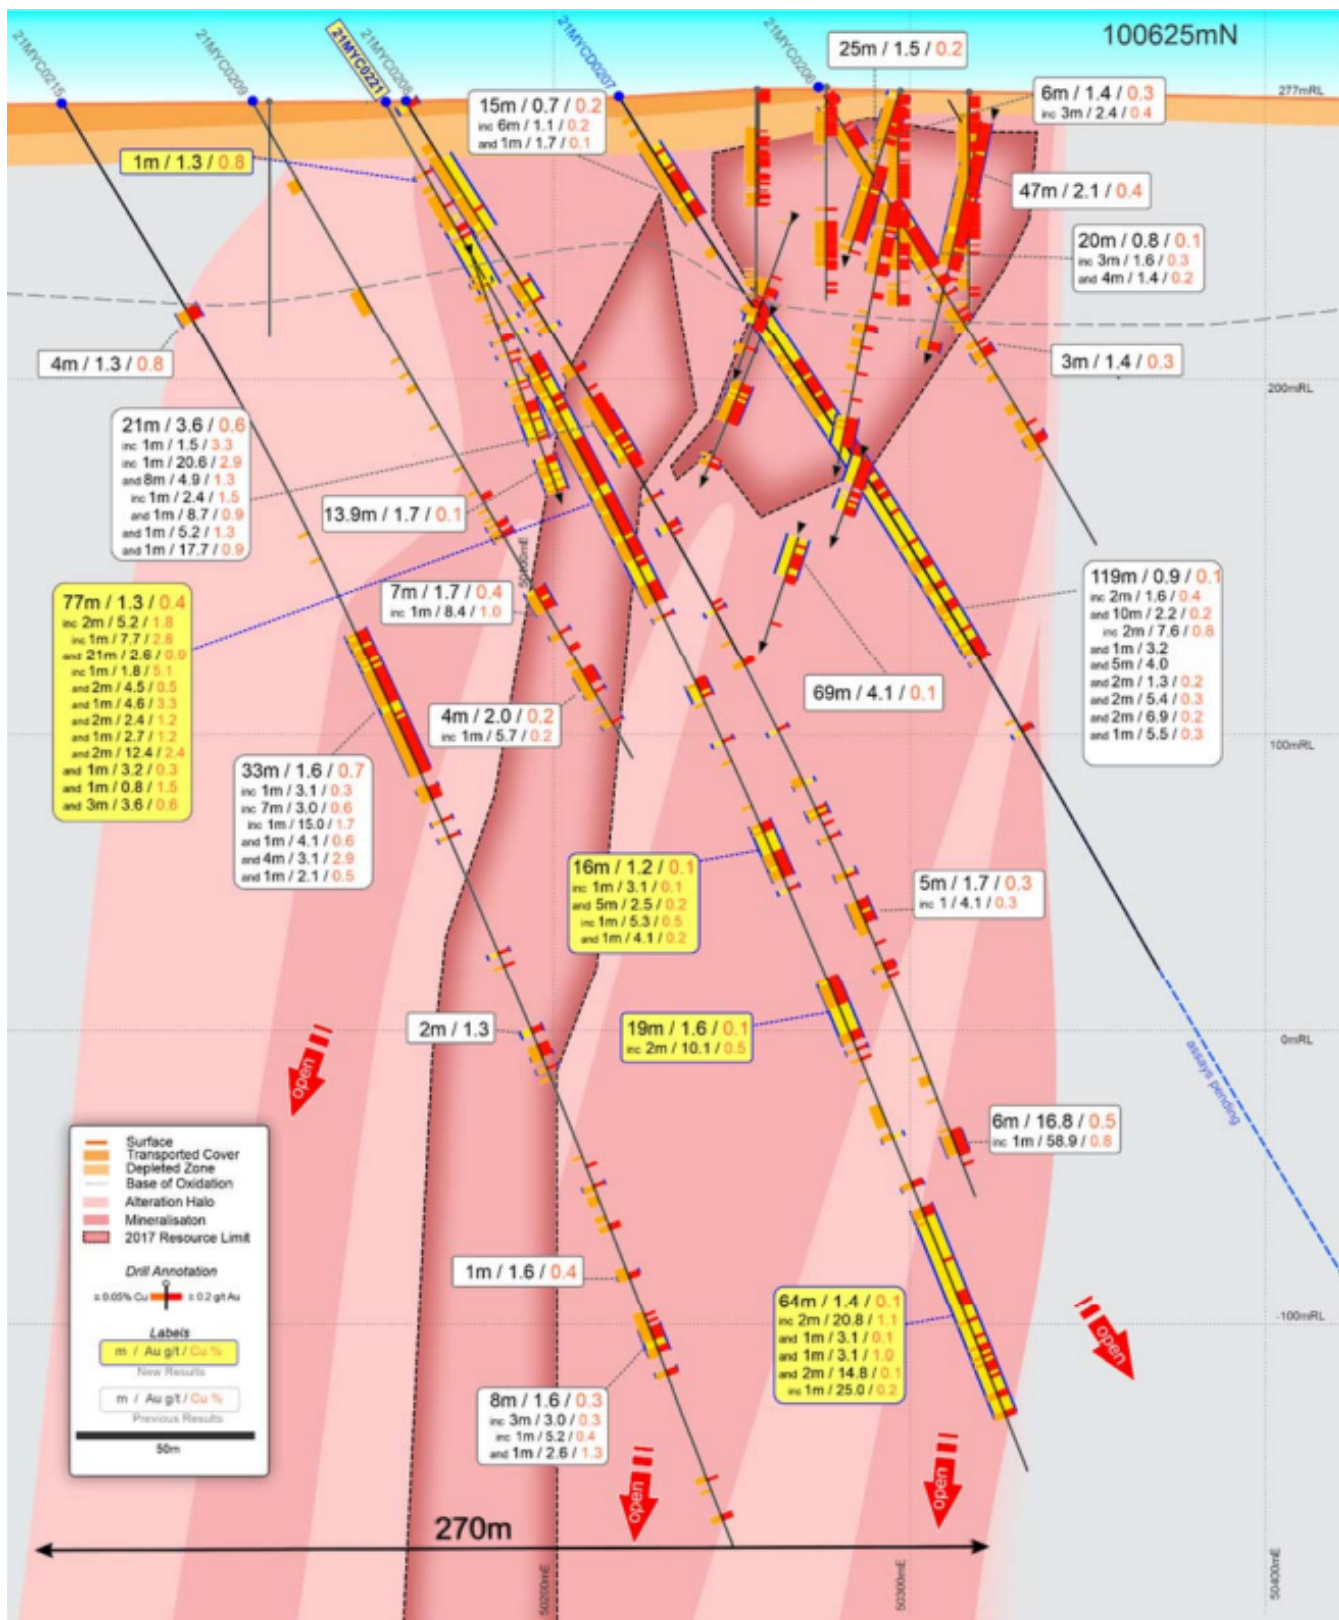 100625mN
21MYC0215
21MYC0209
21MYC0221
21MYC0208
21MYCD0207
21MYC0206
277mRL
25m / 1.5 / 0.2
15m / 0.7 / 0.2
inc 6m / 1.1 / 0.2
and 1m / 1.7 / 0.1
6m / 1.4 / 0.3
inc 3m / 2.4 / 0.4
1m / 1.3 / 0.8
47m / 2.1 / 0.4
20m / 0.8 / 0.1
inc 3m / 1.6 / 0.3
and 4m / 1.4 / 0.2
4m / 1.3 / 0.8
3m / 1.4 / 0.3
200mRL
21m / 3.6 / 0.6
inc 1m / 1.5 / 3.3
inc 1m / 20.6 / 2.9
and 8m / 4.9 / 1.3
inc 1m / 2.4 / 1.5
and 1m / 8.7 / 0.9
and 1m / 5.2 / 1.3
and 1m / 17.7 / 0.9
13.9m / 1.7 / 0.1
77m / 1.3 / 0.4
inc 2m / 5.2 / 1.8
inc 1m / 7.7 / 2.8
and 21m / 2.6 / 0.9
inc 1m / 1.8 / 5.1
and 2m / 4.5 / 0.5
and 1m / 4.6 / 3.3
and 2m / 2.4 / 1.2
and 1m / 2.7 / 1.2
and 2m / 12.4 / 2.4
and 1m / 3.2 / 0.3
and 1m / 0.8 / 1.5
and 3m / 3.6 / 0.6
7m / 1.7 / 0.4
inc 1m / 8.4 / 1.0
119m / 0.9 / 0.1
inc 2m / 1.6 / 0.4
and 10m / 2.2 / 0.2
inc 2m / 7.6 / 0.8
and 1m / 3.2
and 5m / 4.0
and 2m / 1.3 / 0.2
and 2m / 5.4 / 0.3
and 2m / 6.9 / 0.2
and 1m / 5.5 / 0.3
69m / 4.1 / 0.1
4m / 2.0 / 0.2
inc 1m / 5.7 / 0.2
100mRL
33m / 1.6 / 0.7
inc 1m / 3.1 / 0.3
inc 7m / 3.0 / 0.6
inc 1m / 15.0 / 1.7
and 1m / 4.1 / 0.6
and 4m / 3.1 / 2.9
and 1m / 2.1 / 0.5
16m / 1.2 / 0.1
inc 1m / 3.1 / 0.1
and 5m / 2.5 / 0.2
inc 1m / 5.3 / 0.5
and 1m / 4.1 / 0.2
5m / 1.7 / 0.3
inc 1 / 4.1 / 0.3
2m / 1.3
19m / 1.6 / 0.1
inc 2m / 10.1 / 0.5
0mRL
assays pending
open
6m / 16.8 / 0.5
inc 1m / 58.9 / 0.8
Surface
Transported Cover
Depleted Zone
Base of Oxidation
Alteration Halo
Mineralisaton
2017 Resource Limit
Drill Annotation
≥ 0.05% Cu
≥ 0.2 g/t Au
Labels
m / Au g/t / Cu %
New Results
m / Au g/t / Cu %
Previous Results
50m
1m / 1.6 / 0.4
64m / 1.4 / 0.1
inc 2m / 20.8 / 1.1
and 1m / 3.1 / 0.1
and 1m / 3.1 / 1.0
and 2m / 14.8 / 0.1
inc 1m / 25.0 / 0.2
-100mRL
open
8m / 1.6 / 0.3
inc 3m / 3.0 / 0.3
inc 1m / 5.2 / 0.4
and 1m / 2.6 / 1.3
open
open
270m
50200mE
50300mE
50400mE